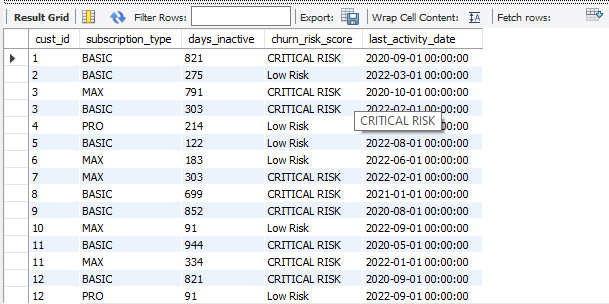 Result Grid Filter Rows: Export: Wrap Cell Content: Fetch rows:
cust_id subscription_type days_inactive churn_risk_score last_activity_date
1 BASIC 821 CRITICAL RISK 2020-09-01 00:00:00
2 BASIC 275 Low Risk 2022-03-01 00:00:00
3 MAX 791 CRITICAL RISK 2020-10-01 00:00:00
3 BASIC 303 CRITICAL RISK 2022-02-01 00:00:00
4 PRO 214 Low Risk CRITICAL RISK 00:00
5 BASIC 122 Low Risk 2022-08-01 00:00:00
6 MAX 183 Low Risk 2022-06-01 00:00:00
7 MAX 303 CRITICAL RISK 2022-02-01 00:00:00
8 BASIC 699 CRITICAL RISK 2021-01-01 00:00:00
9 BASIC 852 CRITICAL RISK 2020-08-01 00:00:00
10 MAX 91 Low Risk 2022-09-01 00:00:00
11 BASIC 944 CRITICAL RISK 2020-05-01 00:00:00
11 MAX 334 CRITICAL RISK 2022-01-01 00:00:00
12 BASIC 821 CRITICAL RISK 2020-09-01 00:00:00
12 PRO 91 Low Risk 2022-09-01 00:00:00